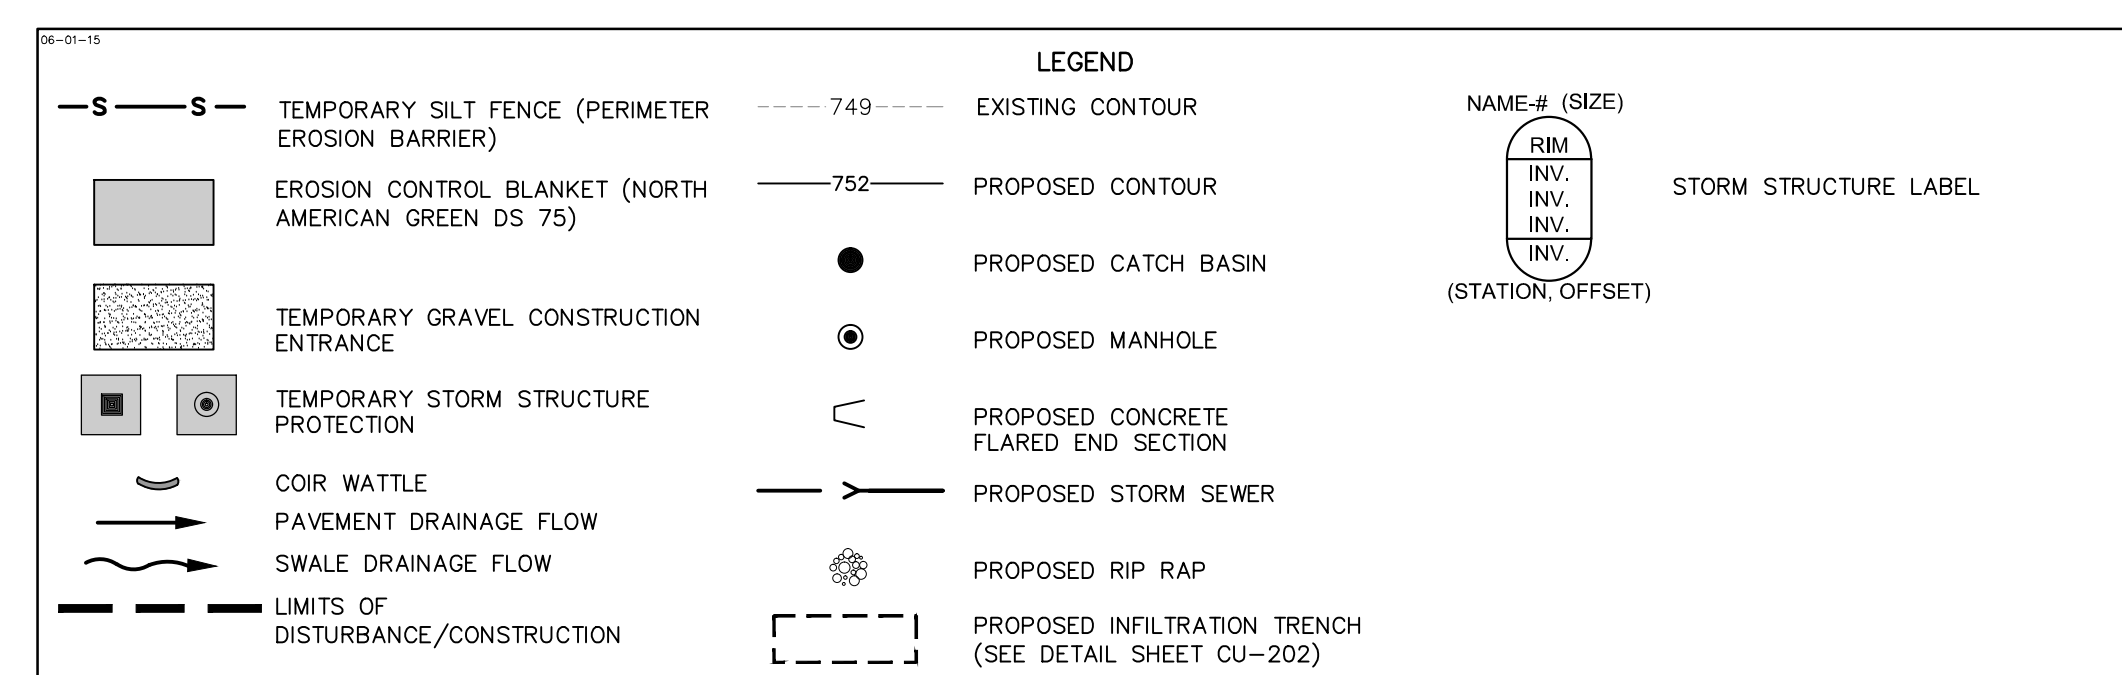 06-01-15
LEGEND
S S
TEMPORARY SILT FENCE (PERIMETER
EROSION BARRIER)
EROSION CONTROL BLANKET (NORTH
AMERICAN GREEN DS 75)
TEMPORARY GRAVEL CONSTRUCTION
ENTRANCE
TEMPORARY STORM STRUCTURE
PROTECTION
COIR WATTLE
PAVEMENT DRAINAGE FLOW
SWALE DRAINAGE FLOW
LIMITS OF
DISTURBANCE/CONSTRUCTION
749 EXISTING CONTOUR
752 PROPOSED CONTOUR
PROPOSED CATCH BASIN
PROPOSED MANHOLE
PROPOSED CONCRETE
FLARED END SECTION
PROPOSED STORM SEWER
PROPOSED RIP RAP
PROPOSED INFILTRATION TRENCH
(SEE DETAIL SHEET CU-202)
NAME-# (SIZE)
RIM
INV.
INV.
INV.
INV.
(STATION, OFFSET)
STORM STRUCTURE LABEL